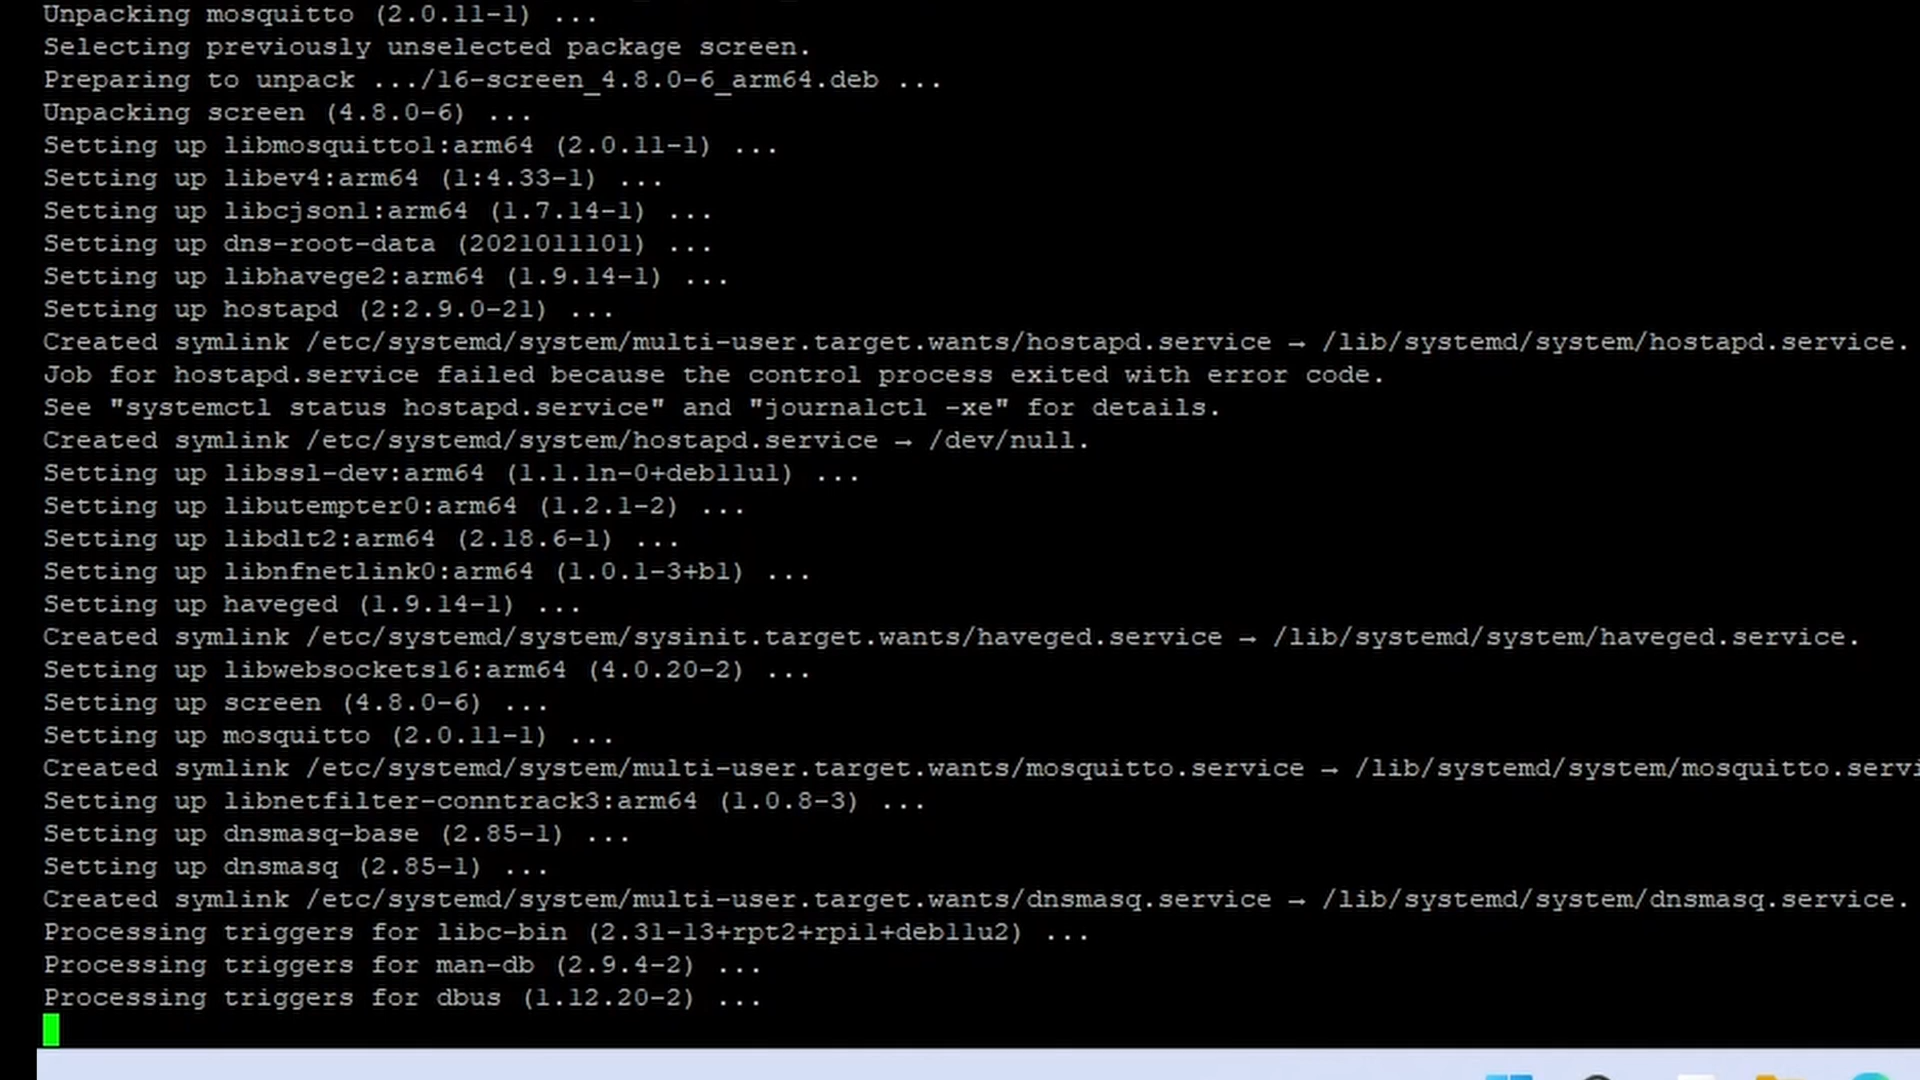 Unpacking mosquitto (2.0.11-1) ...
Selecting previously unselected package screen.
Preparing to unpack .../16-screen_4.8.0-6_arm64.deb ...
Unpacking screen (4.8.0-6) ...
Setting up libmosquitto1:arm64 (2.0.11-1) ...
Setting up libev4:arm64 (1:4.33-1) ...
Setting up libcjson1:arm64 (1.7.14-1) ...
Setting up dns-root-data (2021011101) ...
Setting up libhavege2:arm64 (1.9.14-1) ...
Setting up hostapd (2:2.9.0-21) ...
Created symlink /etc/systemd/system/multi-user.target.wants/hostapd.service → /lib/systemd/system/hostapd.service.
Job for hostapd.service failed because the control process exited with error code.
See "systemctl status hostapd.service" and "journalctl -xe" for details.
Created symlink /etc/systemd/system/hostapd.service → /dev/null.
Setting up libssl-dev:arm64 (1.1.1n-0+deb11u1) ...
Setting up libutempter0:arm64 (1.2.1-2) ...
Setting up libdlt2:arm64 (2.18.6-1) ...
Setting up libnfnetlink0:arm64 (1.0.1-3+b1) ...
Setting up haveged (1.9.14-1) ...
Created symlink /etc/systemd/system/sysinit.target.wants/haveged.service → /lib/systemd/system/haveged.service.
Setting up libwebsockets16:arm64 (4.0.20-2) ...
Setting up screen (4.8.0-6) ...
Setting up mosquitto (2.0.11-1) ...
Created symlink /etc/systemd/system/multi-user.target.wants/mosquitto.service → /lib/systemd/system/mosquitto.servi
Setting up libnetfilter-conntrack3:arm64 (1.0.8-3) ...
Setting up dnsmasq-base (2.85-1) ...
Setting up dnsmasq (2.85-1) ...
Created symlink /etc/systemd/system/multi-user.target.wants/dnsmasq.service → /lib/systemd/system/dnsmasq.service.
Processing triggers for libc-bin (2.31-13+rpt2+rpi1+deb11u2) ...
Processing triggers for man-db (2.9.4-2) ...
Processing triggers for dbus (1.12.20-2) ...